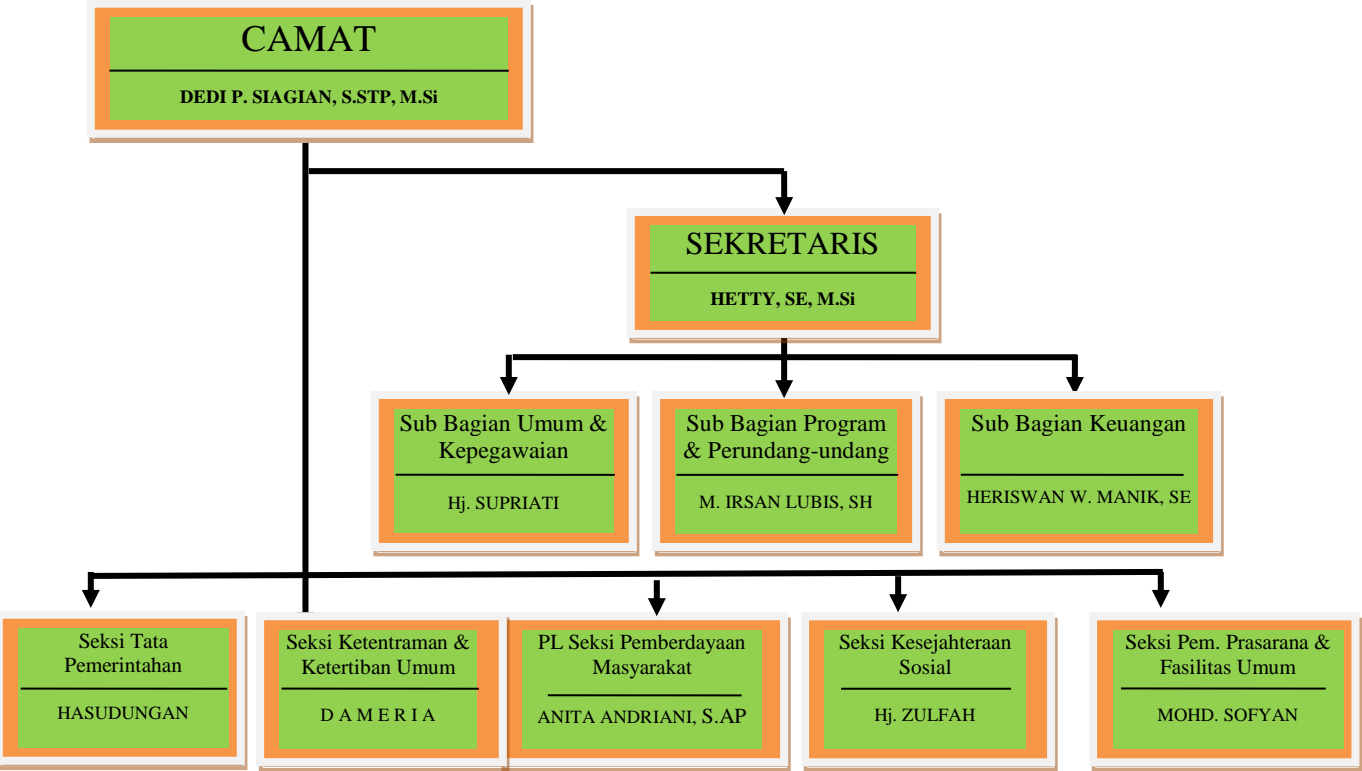 CAMAT
DEDI P. SIAGIAN, S.STP, M.Si
SEKRETARIS
HETTY, SE, M.Si
Sub Bagian Umum &
Kepegawaian
Hj. SUPRIATI
Sub Bagian Program
& Perundang-undang
M. IRSAN LUBIS, SH
Sub Bagian Keuangan
HERISWAN W. MANIK, SE
Seksi Tata
Pemerintahan
HASUDUNGAN
Seksi Ketentraman &
Ketertiban Umum
D A M E R I A
PL Seksi Pemberdayaan
Masyarakat
ANITA ANDRIANI, S.AP
Seksi Kesejahteraan
Sosial
Hj. ZULFAH
Seksi Pem. Prasarana &
Fasilitas Umum
MOHD. SOFYAN